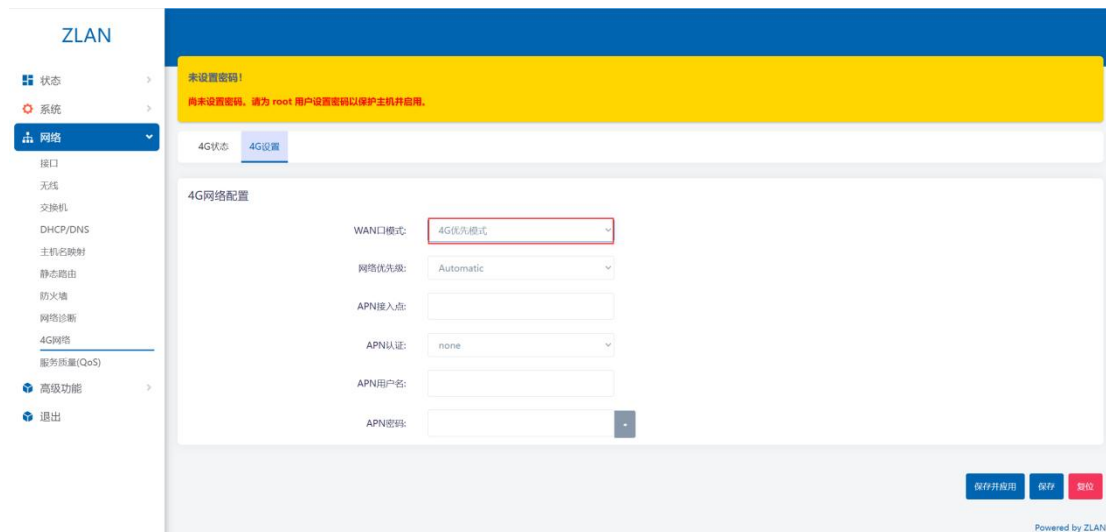 ZLAN
状态
系统
网络
接口
无线
交换机
DHCP/DNS
主机名映射
静态路由
防火墙
网络诊断
4G网络
服务质量(QoS)
高级功能
退出
未设置密码!
尚未设置密码。请为 root 用户设置密码以保护主机并启用。
4G状态 4G设置
4G网络配置
WAN口模式: 4G优先模式
网络优先级: Automatic
APN接入点:
APN认证: none
APN用户名:
APN密码:
保存并应用 保存 复位
Powered by ZLAN